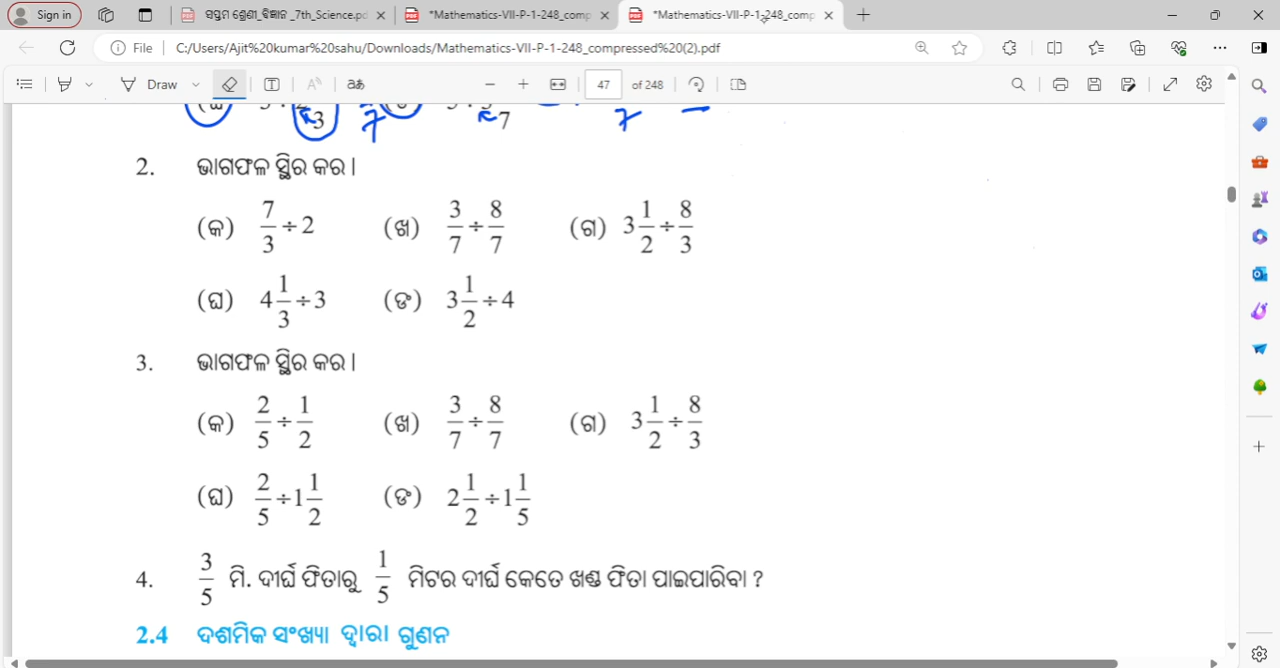 Sign in
ସପ୍ତମ ଶ୍ରେଣୀ_ବିଜ୍ଞାନ _7th_Science.pd
*Mathematics-VII-P-1-248_comp
*Mathematics-VII-P-1-248_comp
File C:/Users/Ajit%20kumar%20sahu/Downloads/Mathematics-VII-P-1-248_compressed%20(2).pdf
Draw 47 of 248
2. ଭାଗଫଳ ସ୍ଥିର କର ।
(କ) 7/3 ÷ 2 (ଖ) 3/7 ÷ 8/7 (ଗ) 3 1/2 ÷ 8/3
(ଘ) 4 1/3 ÷ 3 (ଙ) 3 1/2 ÷ 4
3. ଭାଗଫଳ ସ୍ଥିର କର ।
(କ) 2/5 ÷ 1/2 (ଖ) 3/7 ÷ 8/7 (ଗ) 3 1/2 ÷ 8/3
(ଘ) 2/5 ÷ 1 1/2 (ଙ) 2 1/2 ÷ 1 1/5
4. 3/5 ମି. ଦୀର୍ଘ ଫିତାରୁ 1/5 ମିଟର ଦୀର୍ଘ କେତେ ଖଣ୍ଡ ଫିତା ପାଇପାରିବା ?
2.4 ଦଶମିକ ସଂଖ୍ୟା ଦ୍ୱାରା ଗୁଣନ